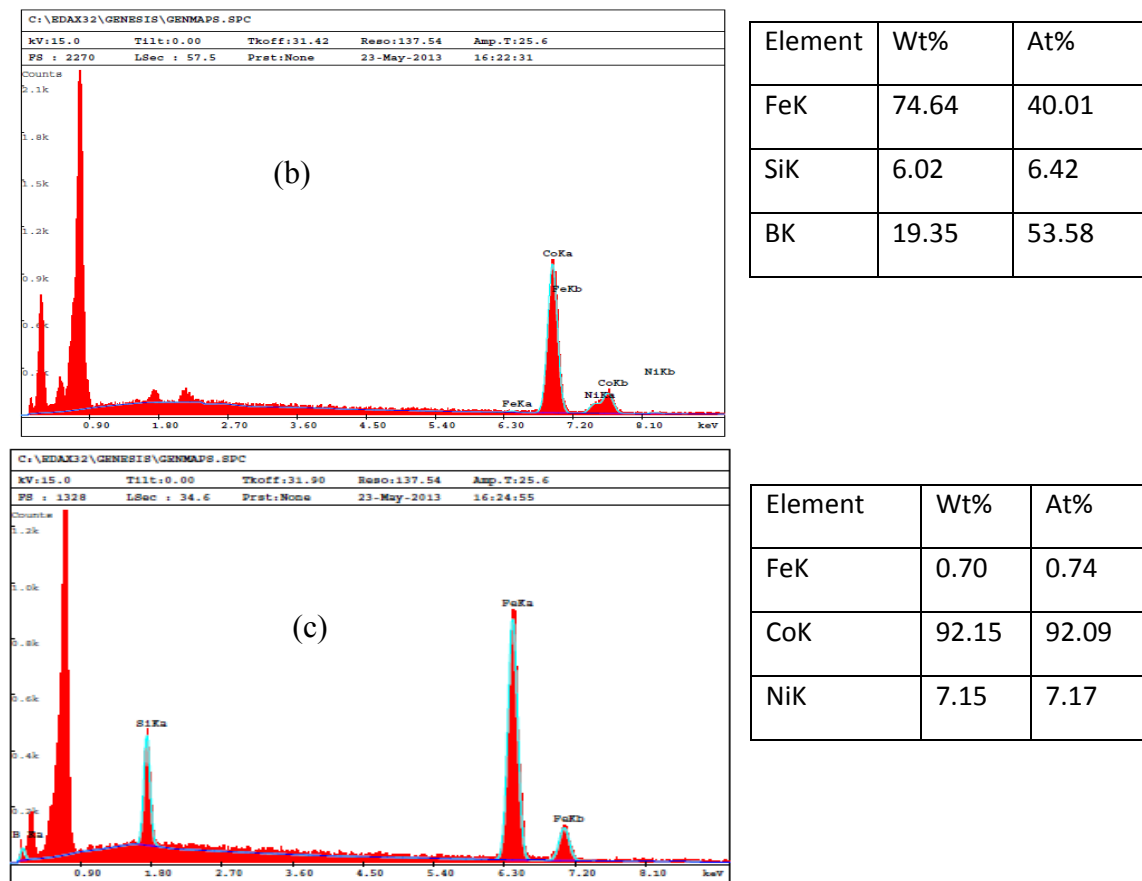 C:\EDAX32\GENESIS\GENMAPS.SPC
kV:15.0 Tilt:0.00 Tkoff:31.42 Reso:137.54 Amp.T:25.6
FS : 2270 LSec : 57.5 Prst:None 23-May-2013 16:22:31
Counts
2.1k
1.8k
1.5k
1.2k
0.9k
(b)
CoKa
FeKb
NiKb
CoKb
NiKa
FeKa
0.90 1.80 2.70 3.60 4.50 5.40 6.30 7.20 8.10 keV
Element Wt% At%
FeK 74.64 40.01
SiK 6.02 6.42
BK 19.35 53.58
C:\EDAX32\GENESIS\GENMAPS.SPC
kV:15.0 Tilt:0.00 Tkoff:31.90 Reso:137.54 Amp.T:25.6
FS : 1328 LSec : 34.6 Prst:None 23-May-2013 16:24:55
Counts
1.2k
1.0k
0.8k
0.6k
0.4k
(c)
FeKa
SiKa
FeKb
0.90 1.80 2.70 3.60 4.50 5.40 6.30 7.20 8.10 keV
Element Wt% At%
FeK 0.70 0.74
CoK 92.15 92.09
NiK 7.15 7.17